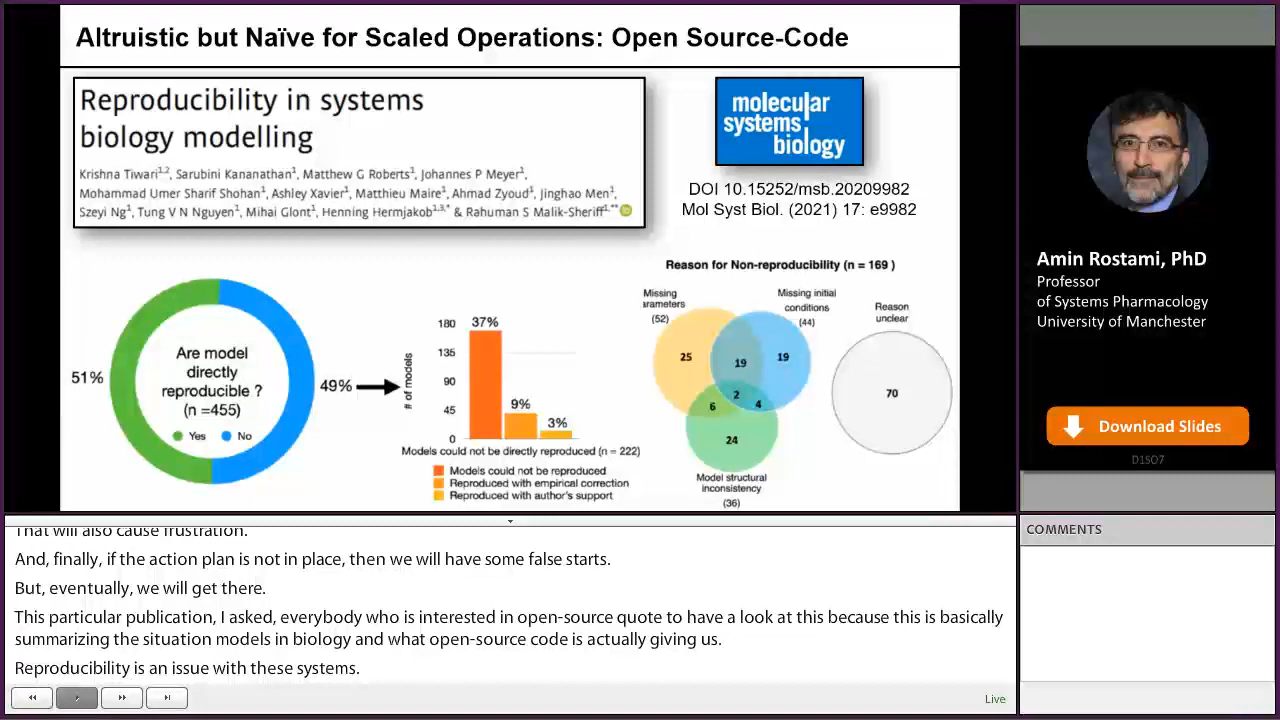 Altruistic but Naïve for Scaled Operations: Open Source-Code
Reproducibility in systems
biology modelling
Krishna Tiwari1,2, Sarubini Kananathan1, Matthew G Roberts1, Johannes P Meyer1,
Mohammad Umer Sharif Shohan1, Ashley Xavier1, Matthieu Maire1, Ahmad Zyoud1, Jinghao Men1,
Szeyi Ng1, Tung V N Nguyen1, Mihai Glont1, Henning Hermjakob1,3,* & Rahuman S Malik-Sheriff1,**
molecular
systems
biology
DOI 10.15252/msb.20209982
Mol Syst Biol. (2021) 17: e9982
51%
Are model
directly
reproducible ?
(n =455)
Yes No
49%
# of models
180
135
90
45
0
37%
9%
3%
Models could not be directly reproduced (n = 222)
Models could not be reproduced
Reproduced with empirical correction
Reproduced with author's support
Reason for Non-reproducibility (n = 169 )
Missing
arameters
(52)
Missing initial
conditions
(44)
Reason
unclear
25
19
19
2
6
4
24
70
Model structural
inconsistency
(36)
Amin Rostami, PhD
Professor
of Systems Pharmacology
University of Manchester
Download Slides
D1SO7
That will also cause frustration.
And, finally, if the action plan is not in place, then we will have some false starts.
But, eventually, we will get there.
This particular publication, I asked, everybody who is interested in open-source quote to have a look at this because this is basically
summarizing the situation models in biology and what open-source code is actually giving us.
Reproducibility is an issue with these systems.
Live
COMMENTS